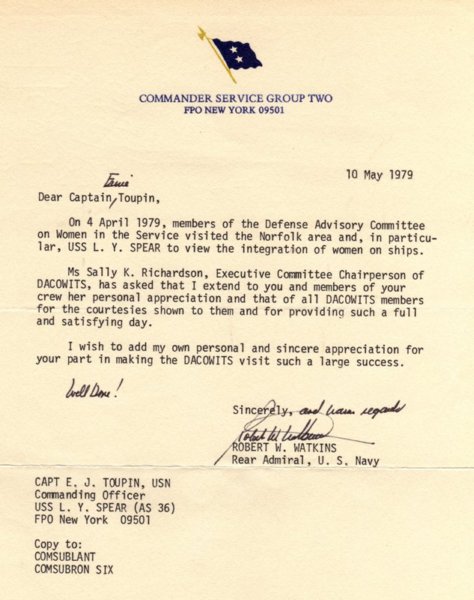 COMMANDER SERVICE GROUP TWO
FPO NEW YORK 09501
10 May 1979
Ernie
Dear Captain Toupin,
On 4 April 1979, members of the Defense Advisory Committee
on Women in the Service visited the Norfolk area and, in particu-
lar, USS L. Y. SPEAR to view the integration of women on ships.
Ms Sally K. Richardson, Executive Committee Chairperson of
DACOWITS, has asked that I extend to you and members of your
crew her personal appreciation and that of all DACOWITS members
for the courtesies shown to them and for providing such a full
and satisfying day.
I wish to add my own personal and sincere appreciation for
your part in making the DACOWITS visit such a large success.
Well Done!
Sincerely, and warm regards
Robert W. Watkins
ROBERT W. WATKINS
Rear Admiral, U. S. Navy
CAPT E. J. TOUPIN, USN
Commanding Officer
USS L. Y. SPEAR (AS 36)
FPO New York 09501
Copy to:
COMSUBLANT
COMSUBRON SIX